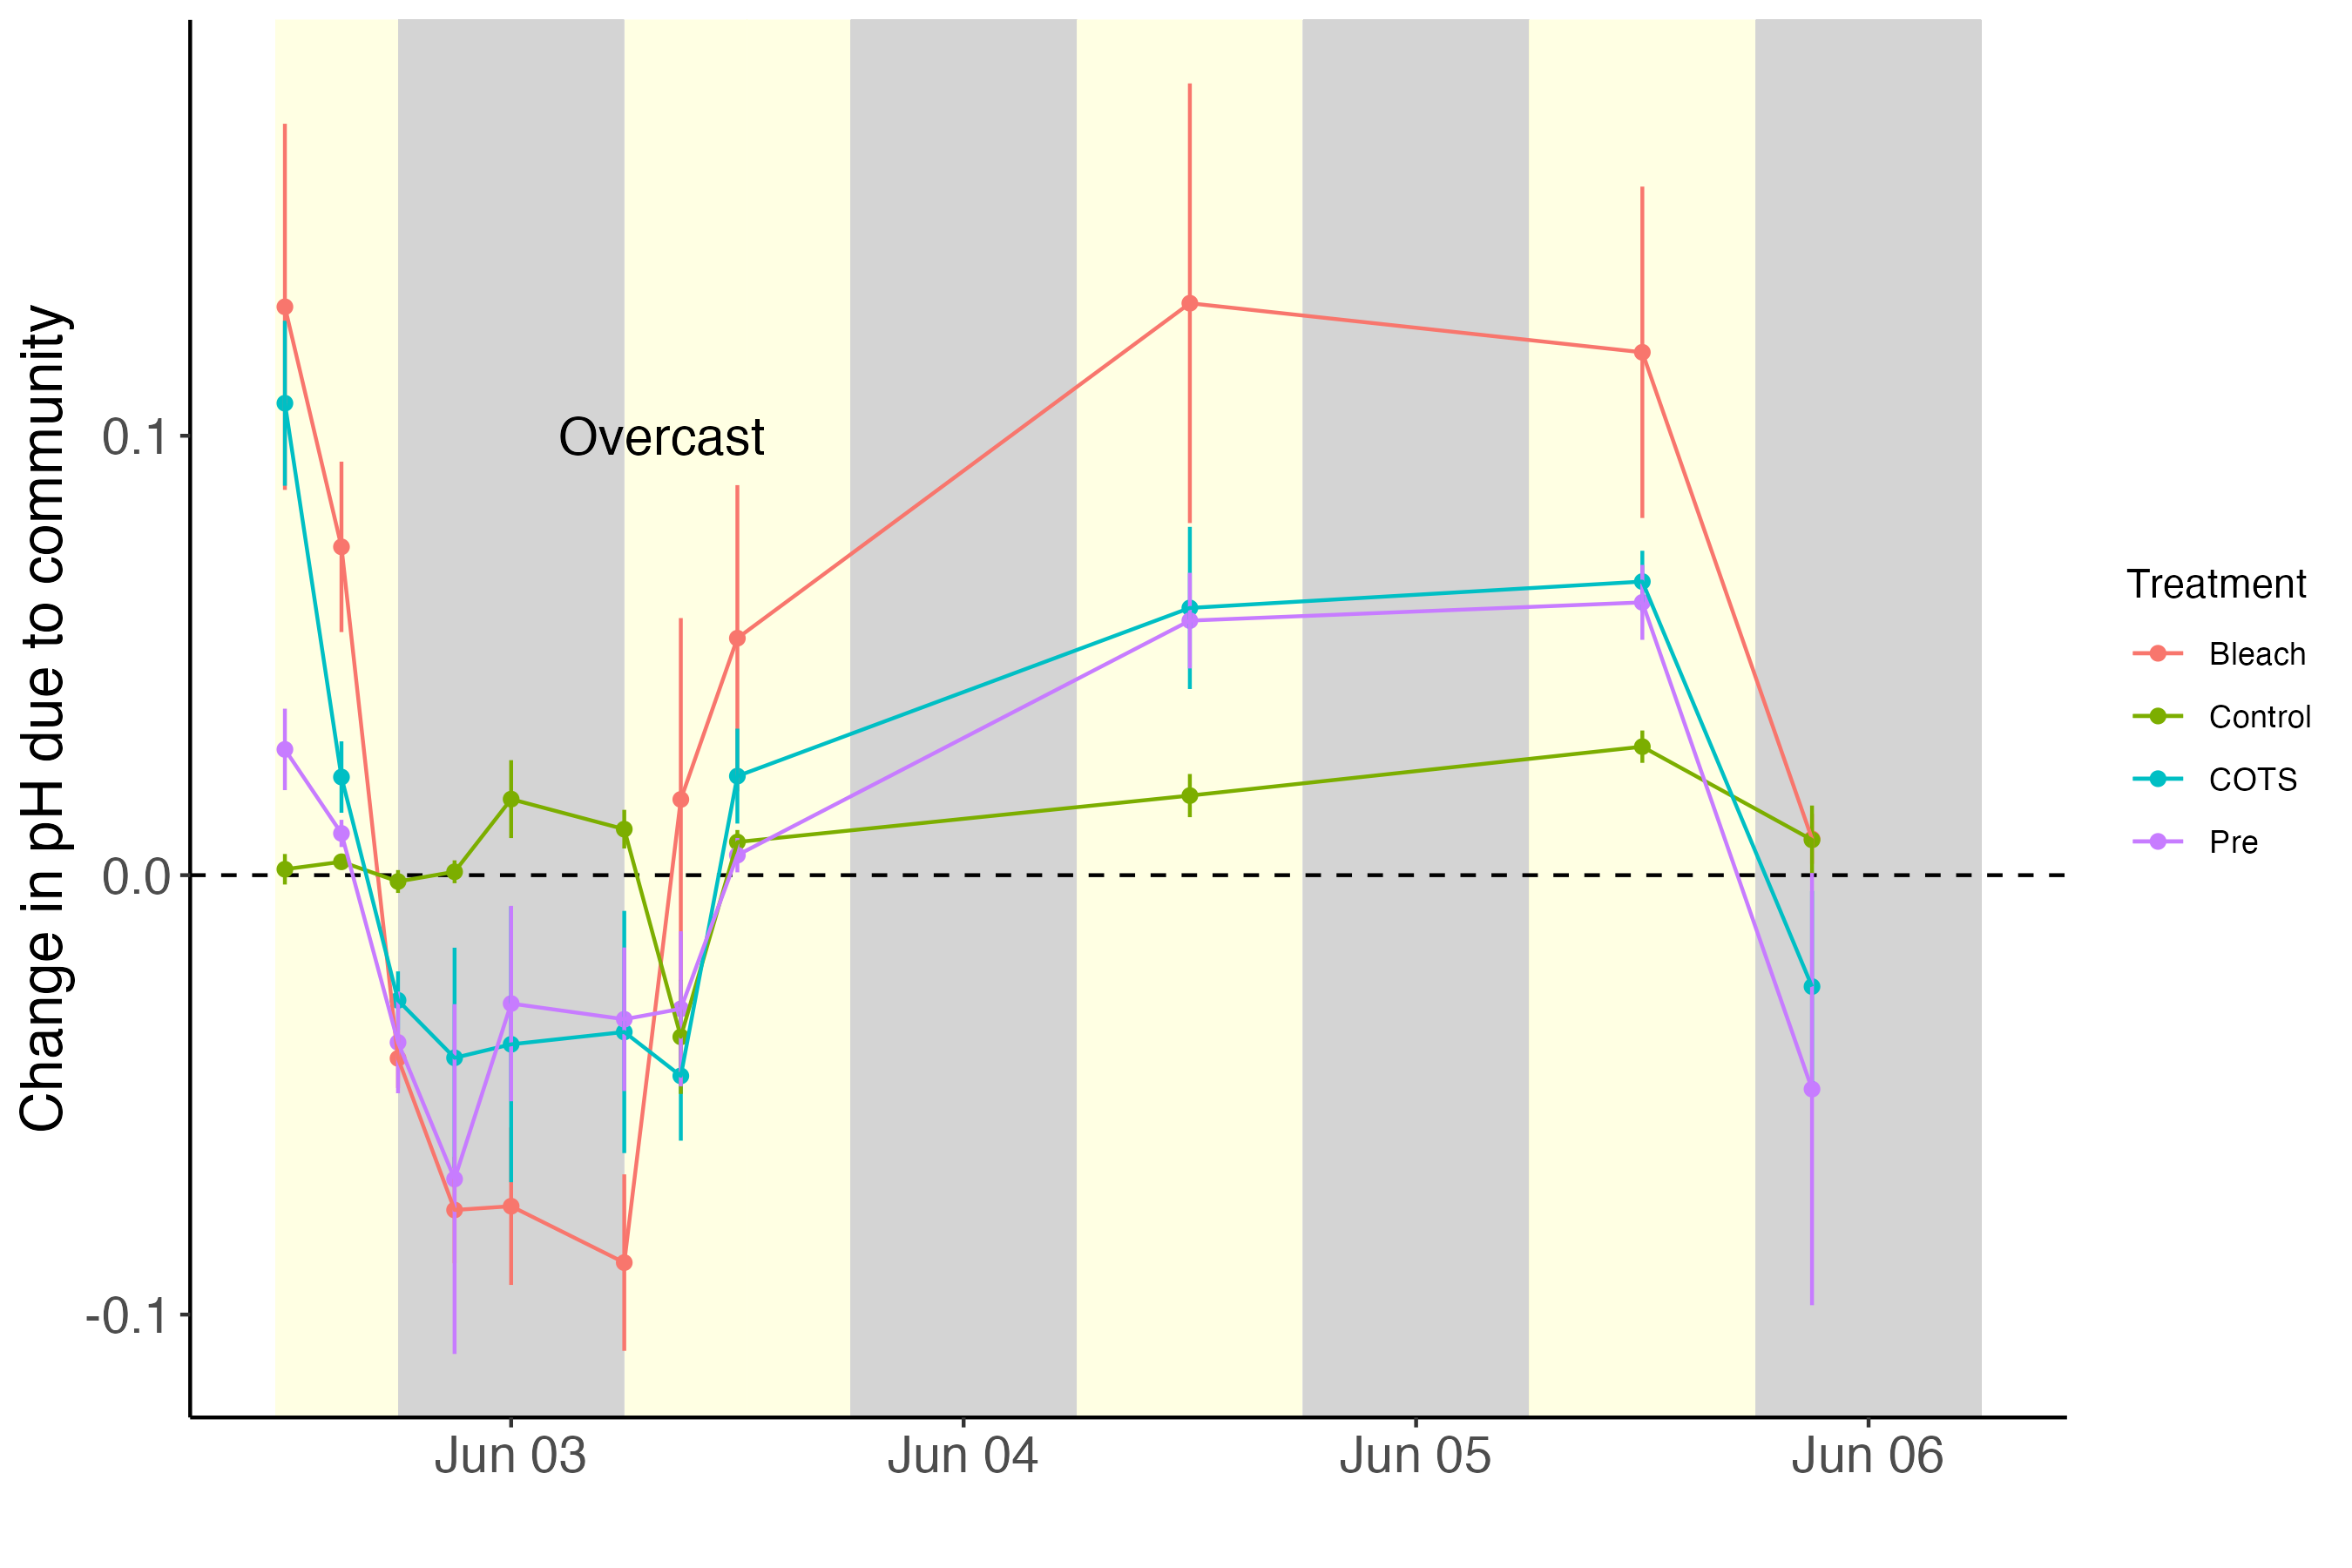 Change in pH due to community
0.1
0.0
-0.1
Overcast
Jun 03
Jun 04
Jun 05
Jun 06
Treatment
Bleach
Control
COTS
Pre